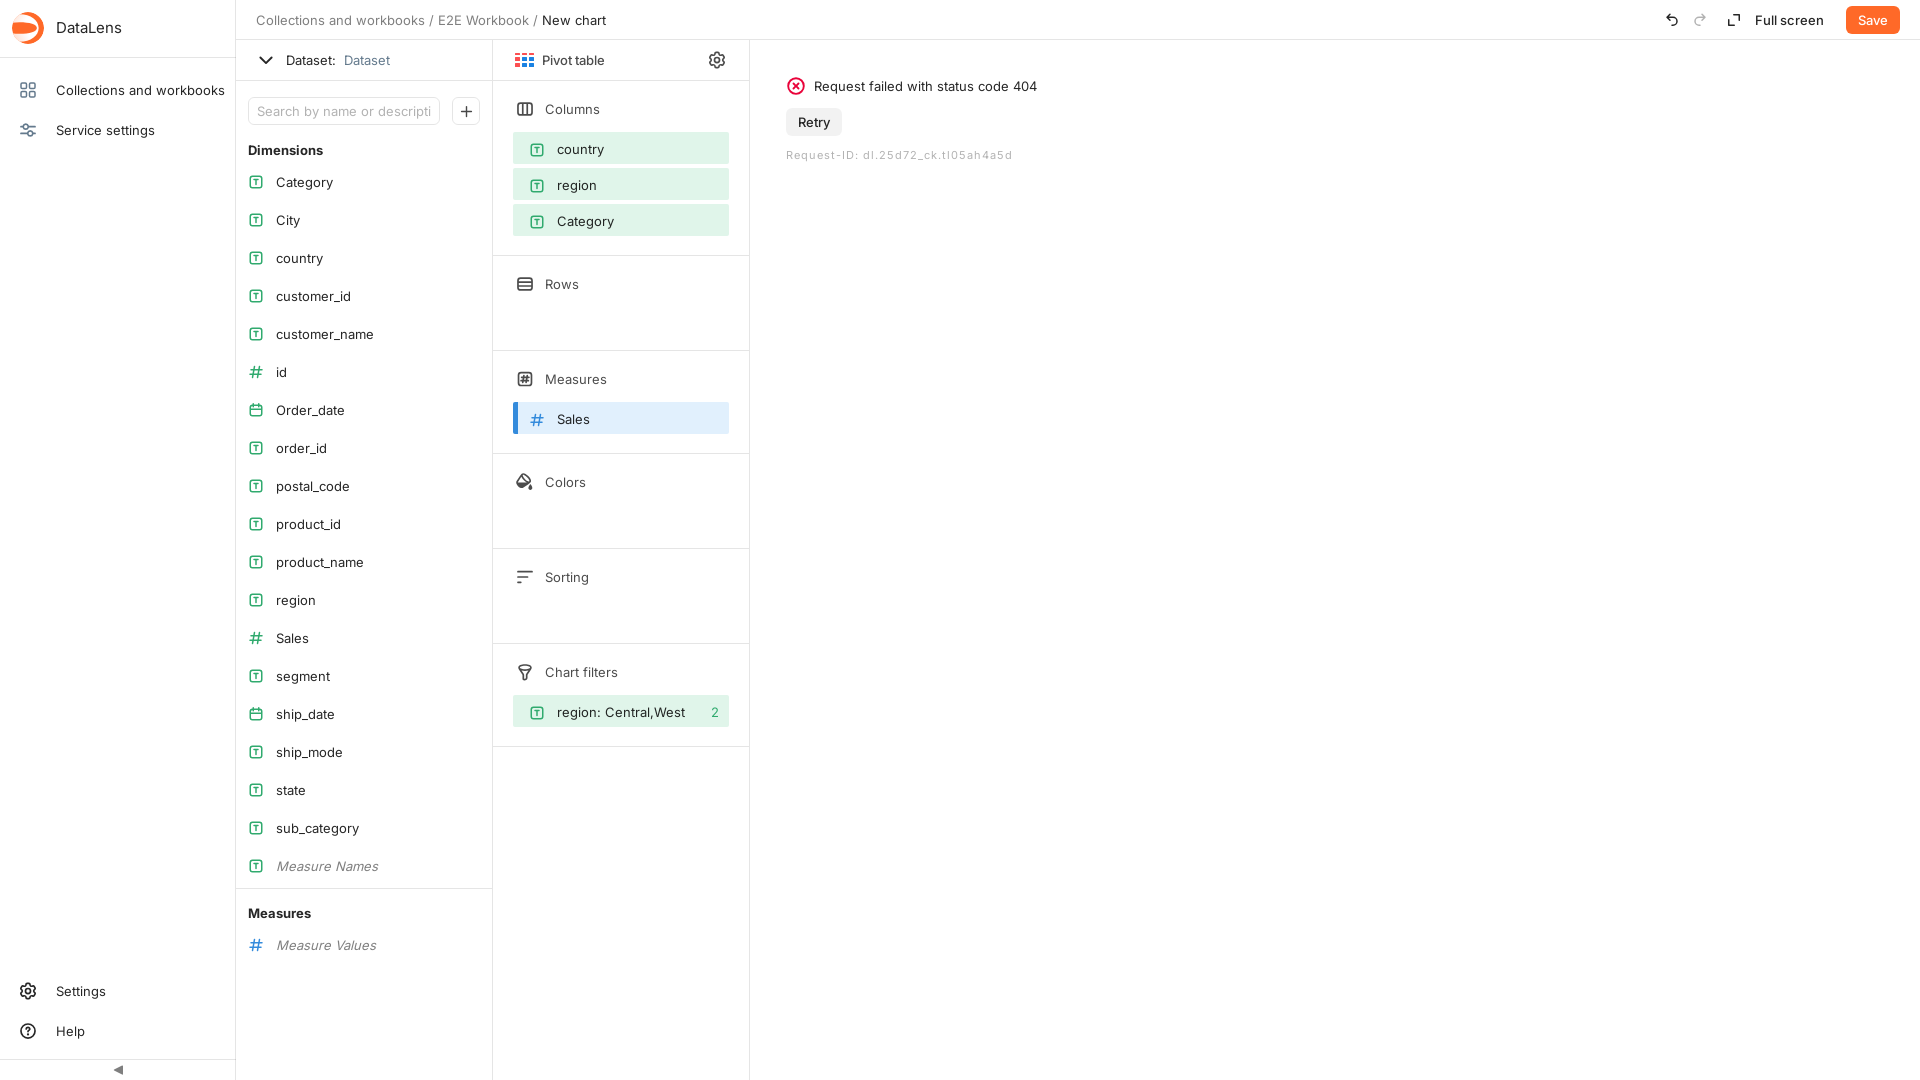 DataLens
Collections and workbooks
Service settings
Settings
Help
Collections and workbooks / E2E Workbook / New chart
Full screen
Save
Dataset: Dataset
Search by name or descripti
Dimensions
Category
City
country
customer_id
customer_name
id
Order_date
order_id
postal_code
product_id
product_name
region
Sales
segment
ship_date
ship_mode
state
sub_category
Measure Names
Measures
Measure Values
Pivot table
Columns
country
region
Category
Rows
Measures
Sales
Colors
Sorting
Chart filters
region: Central,West 2
Request failed with status code 404
Retry
Request-ID: dl.25d72_ck.tl05ah4a5d